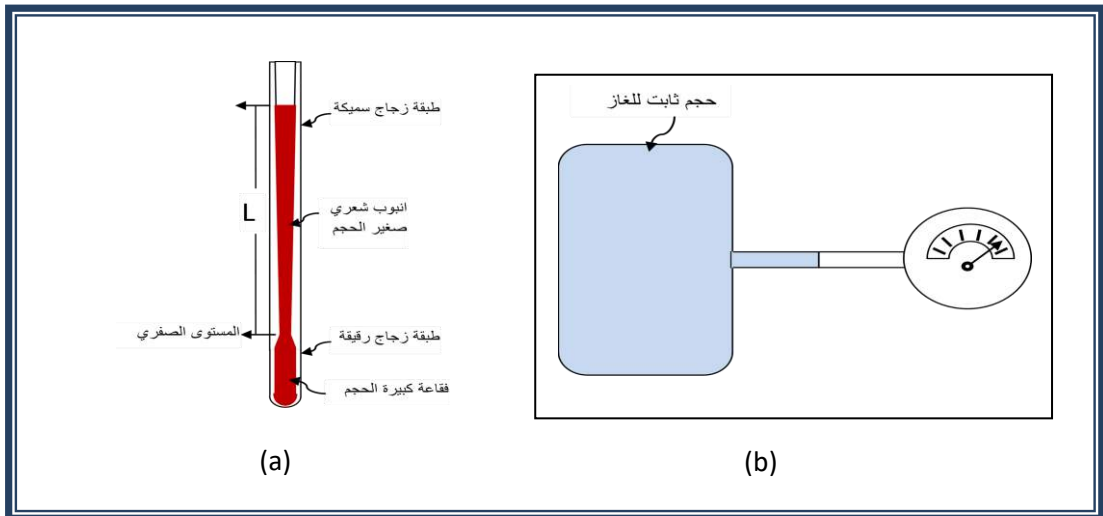 طبقة زجاج سميكة
L
انبوب شعري
صغير الحجم
المستوى الصفري
طبقة زجاج رقيقة
فقاعة كبيرة الحجم
(a)
حجم ثابت للغاز
(b)